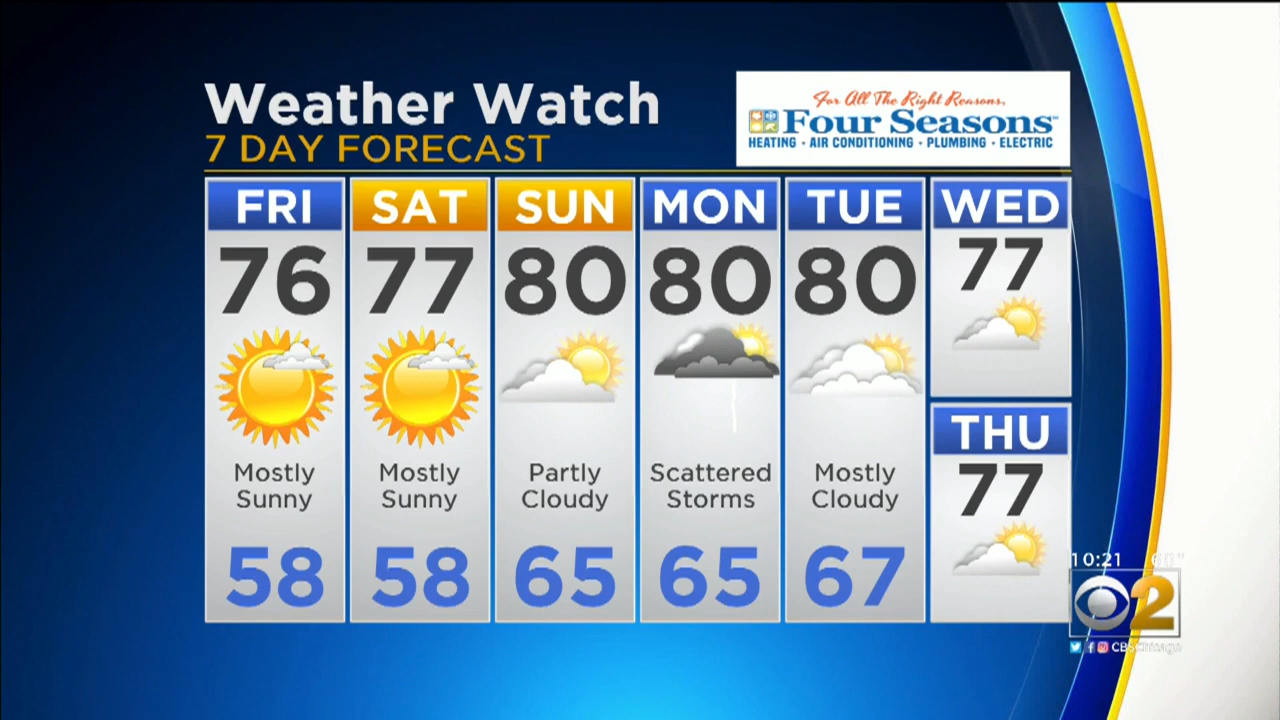 Weather Watch
7 DAY FORECAST
For All The Right Reasons.
Four Seasons
HEATING • AIR CONDITIONING • PLUMBING • ELECTRIC
FRI
76
Mostly
Sunny
58
SAT
77
Mostly
Sunny
58
SUN
80
Partly
Cloudy
65
MON
80
Scattered
Storms
65
TUE
80
Mostly
Cloudy
67
WED
77
THU
77
10:21
2
CBSChicago